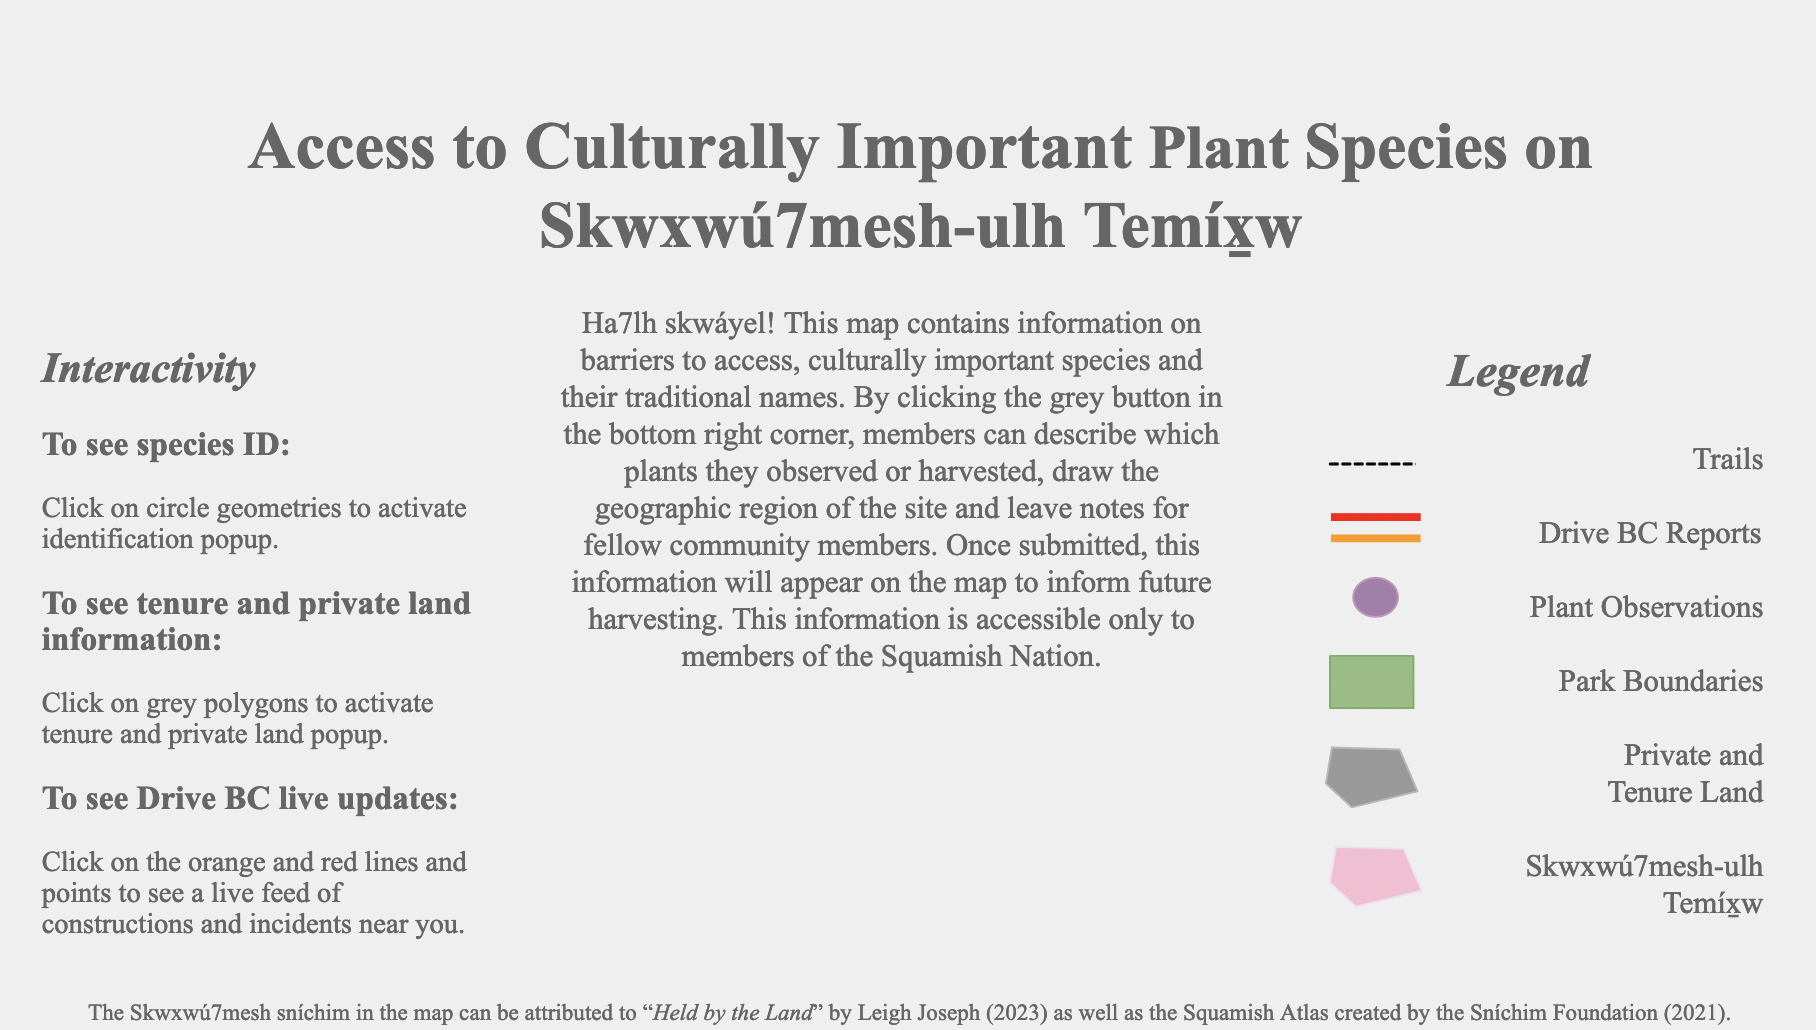 Access to Culturally Important Plant Species on
Skwxwú7mesh-ulh Temíx̱w
Interactivity
To see species ID:
Click on circle geometries to activate
identification popup.
To see tenure and private land
information:
Click on grey polygons to activate
tenure and private land popup.
To see Drive BC live updates:
Click on the orange and red lines and
points to see a live feed of
constructions and incidents near you.
Ha7lh skwáyel! This map contains information on
barriers to access, culturally important species and
their traditional names. By clicking the grey button in
the bottom right corner, members can describe which
plants they observed or harvested, draw the
geographic region of the site and leave notes for
fellow community members. Once submitted, this
information will appear on the map to inform future
harvesting. This information is accessible only to
members of the Squamish Nation.
Legend
Trails
Drive BC Reports
Plant Observations
Park Boundaries
Private and
Tenure Land
Skwxwú7mesh-ulh
Temíx̱w
The Skwxwú7mesh sníchim in the map can be attributed to “Held by the Land” by Leigh Joseph (2023) as well as the Squamish Atlas created by the Sníchim Foundation (2021).